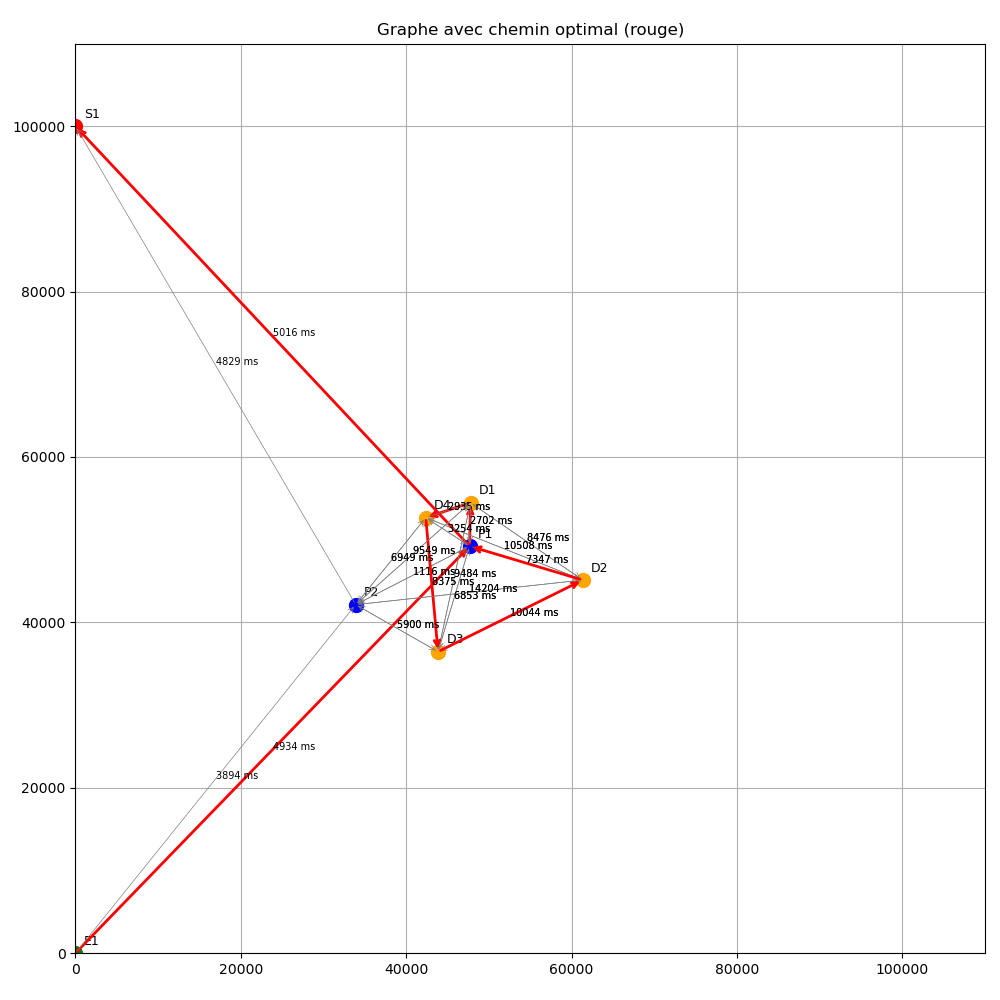 Graphe avec chemin optimal (rouge)
100000
80000
60000
40000
20000
0
0
20000
40000
60000
80000
100000
S1
5016 ms
4829 ms
D1
D4
2935 ms
2702 ms
3254 ms
P1
8476 ms
10508 ms
9549 ms
6949 ms
7347 ms
D2
1116 ms
9484 ms
8375 ms
14204 ms
6853 ms
P2
10044 ms
5900 ms
D3
4934 ms
3894 ms
E1